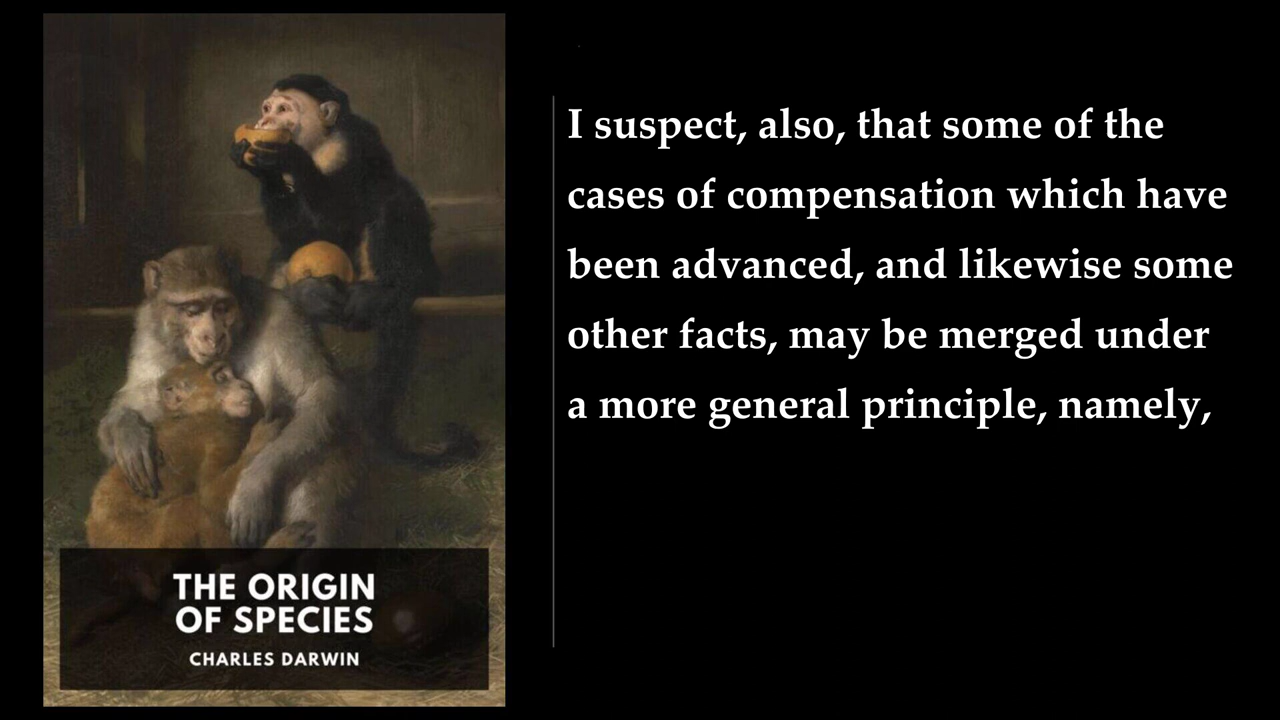 THE ORIGIN
OF SPECIES
CHARLES DARWIN
I suspect, also, that some of the
cases of compensation which have
been advanced, and likewise some
other facts, may be merged under
a more general principle, namely,